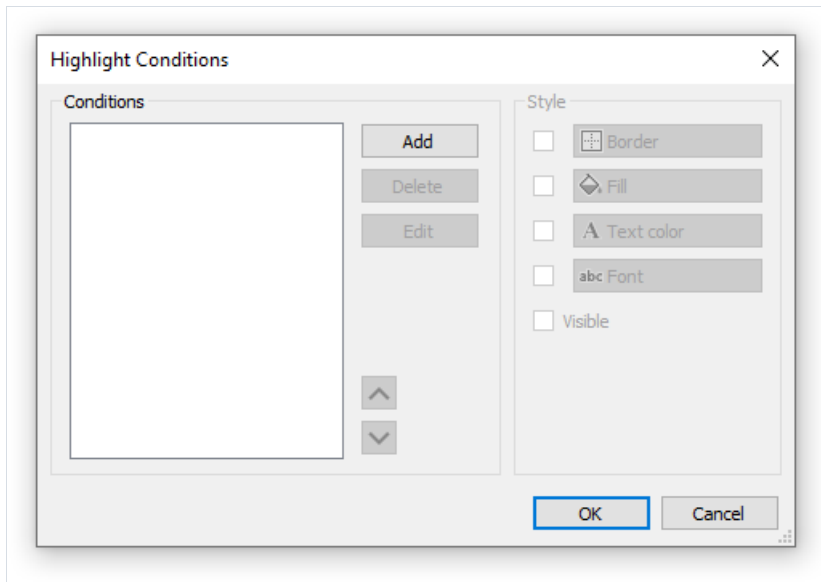 Highlight Conditions
Conditions
Add
Delete
Edit
Style
Border
Fill
A Text color
abc Font
Visible
OK
Cancel